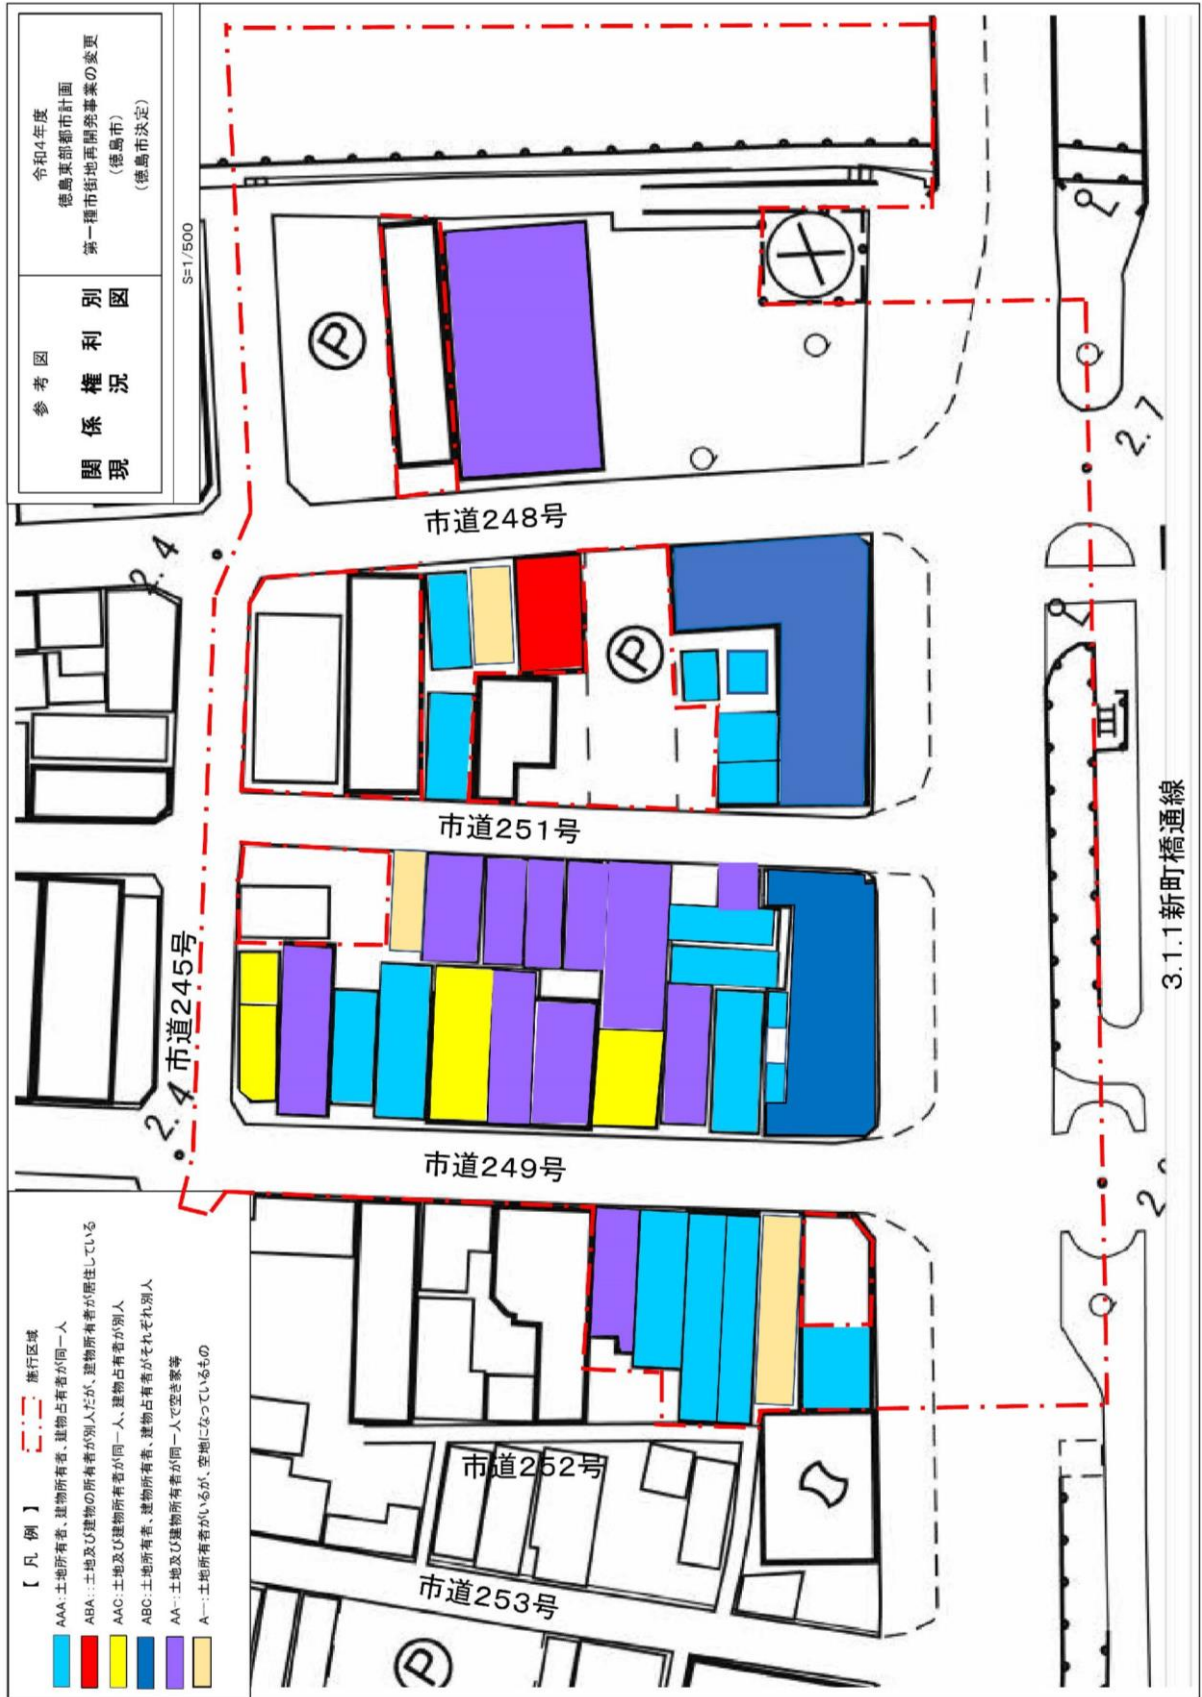 参考図
関係権利別
現況図
令和4年度
徳島東部都市計画
第一種市街地再開発事業の変更
(徳島市)
(徳島市決定)
S=1/500
P
市道248号
2.4
P
2.7
市道251号
市道245号
2.4
3.1.1新町橋通線
市道249号
市道252号
市道253号
P
【凡例】
施行区域
AAA:土地所有者、建物所有者、建物占有者が同一人
ABA::土地及び建物の所有者が別人だが、建物所有者が居住している
AAC:土地及び建物所有者が同一人、建物占有者が別人
ABC:土地所有者、建物所有者、建物占有者がそれぞれ別人
AA-:土地及び建物所有者が同一人で空き家等
A--:土地所有者がいるが、空地になっているもの